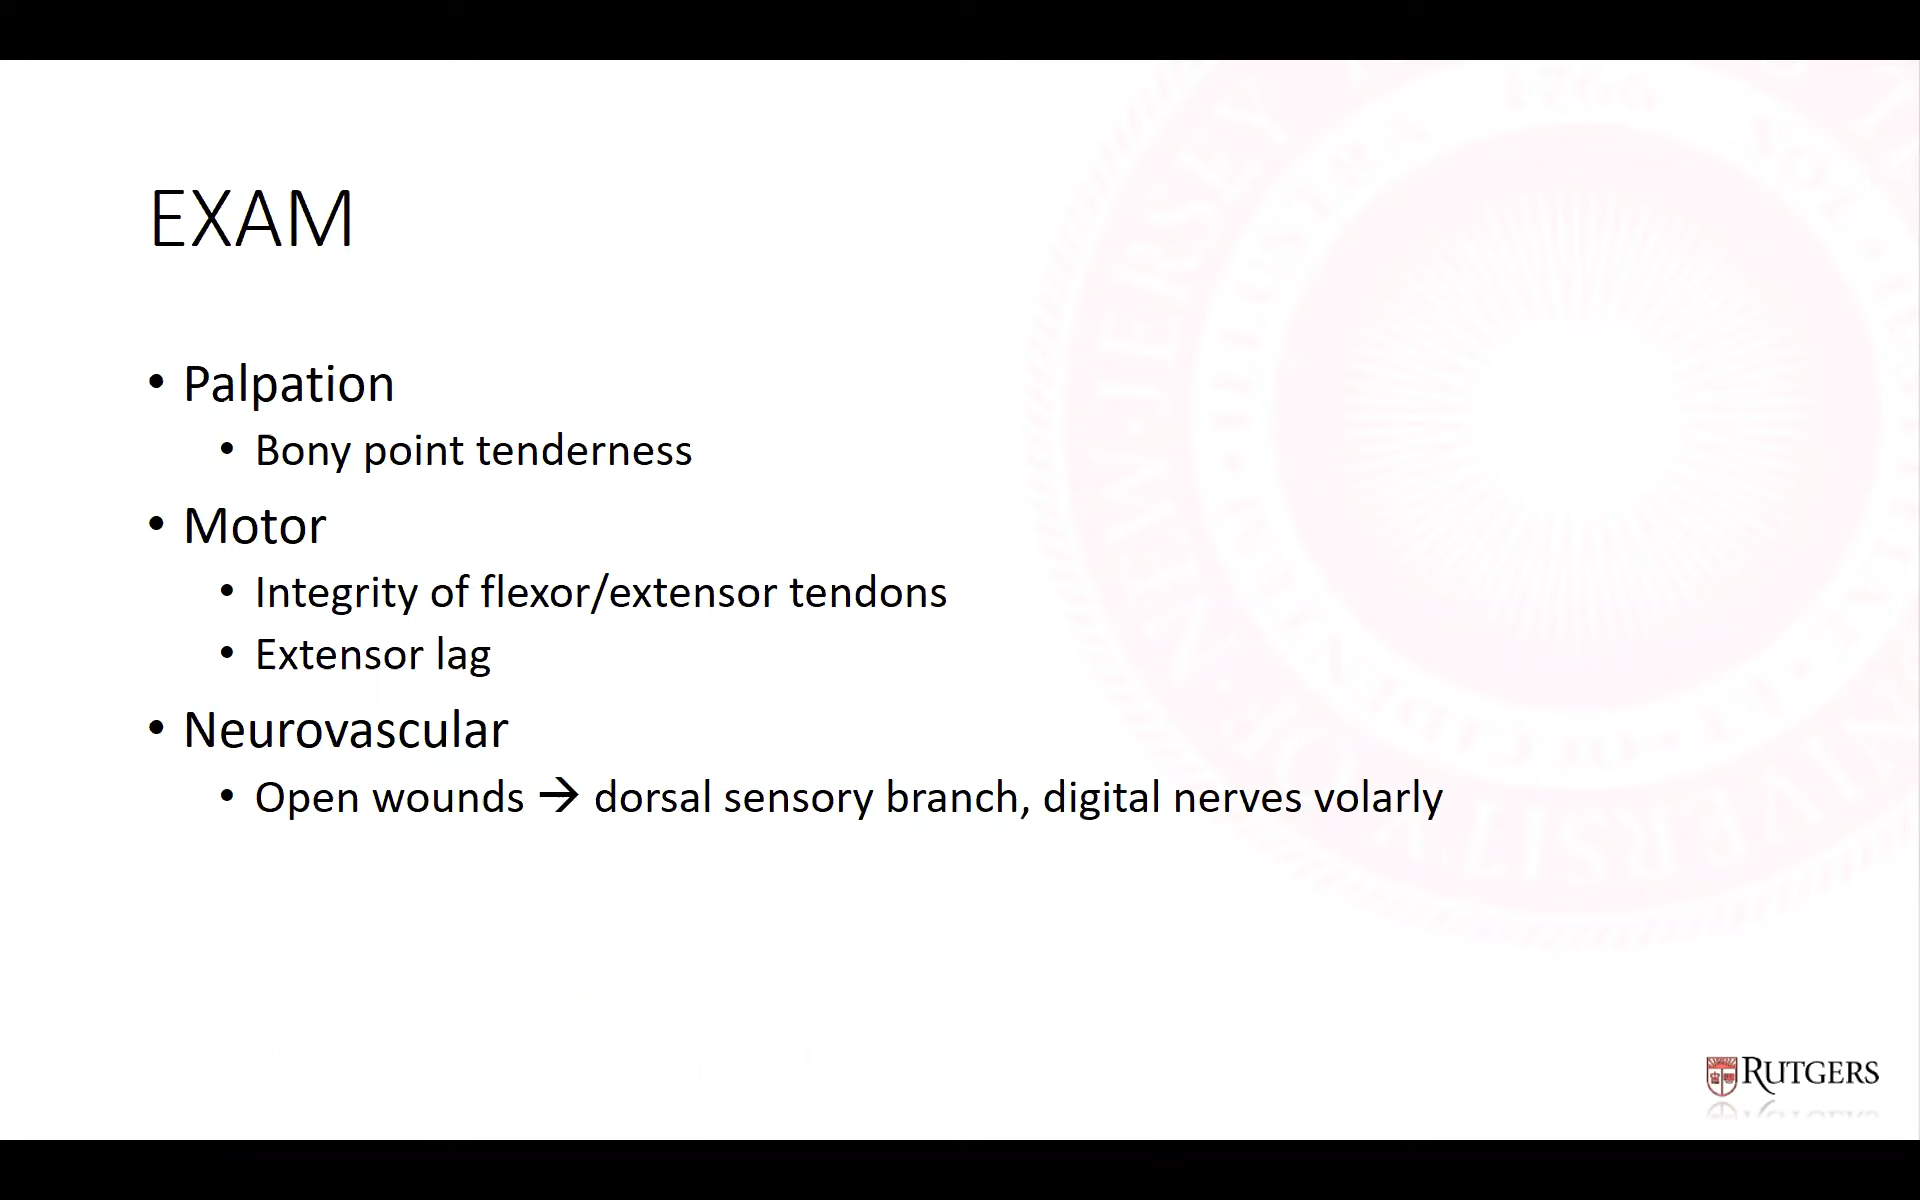 EXAM
• Palpation
• Bony point tenderness
• Motor
• Integrity of flexor/extensor tendons
• Extensor lag
• Neurovascular
• Open wounds → dorsal sensory branch, digital nerves volarly
RUTGERS